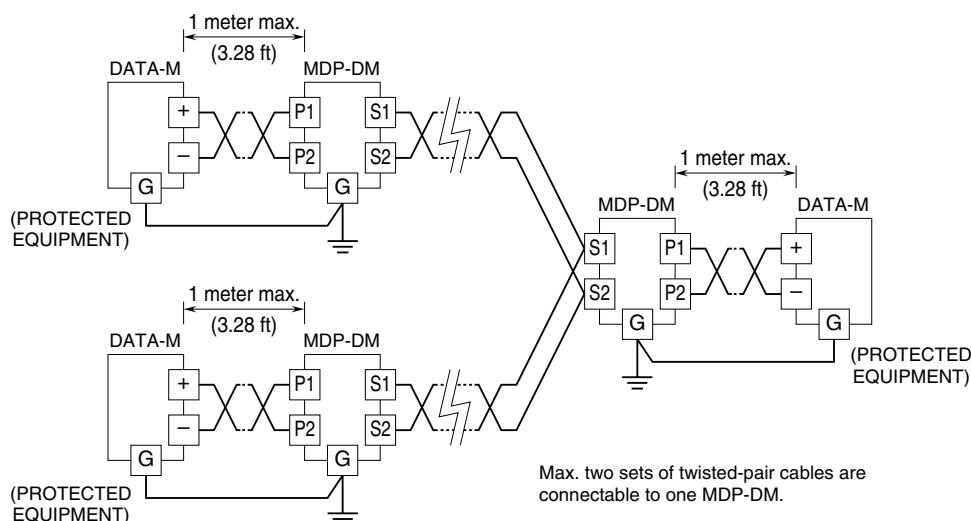 1 meter max.
(3.28 ft)
DATA-M
MDP-DM
+
P1
S1
–
P2
S2
G
G
(PROTECTED
EQUIPMENT)
1 meter max.
(3.28 ft)
MDP-DM
DATA-M
S1
P1
+
S2
P2
–
G
G
(PROTECTED
EQUIPMENT)
1 meter max.
(3.28 ft)
DATA-M
MDP-DM
+
P1
S1
–
P2
S2
G
G
(PROTECTED
EQUIPMENT)
Max. two sets of twisted-pair cables are
connectable to one MDP-DM.